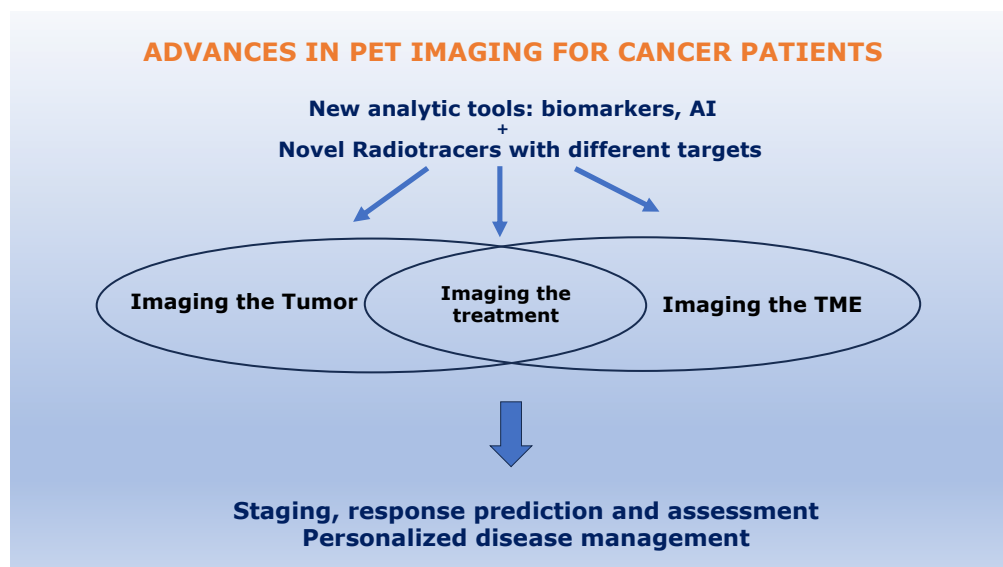 ADVANCES IN PET IMAGING FOR CANCER PATIENTS
New analytic tools: biomarkers, AI
+
Novel Radiotracers with different targets
Imaging the Tumor
Imaging the
treatment
Imaging the TME
Staging, response prediction and assessment
Personalized disease management